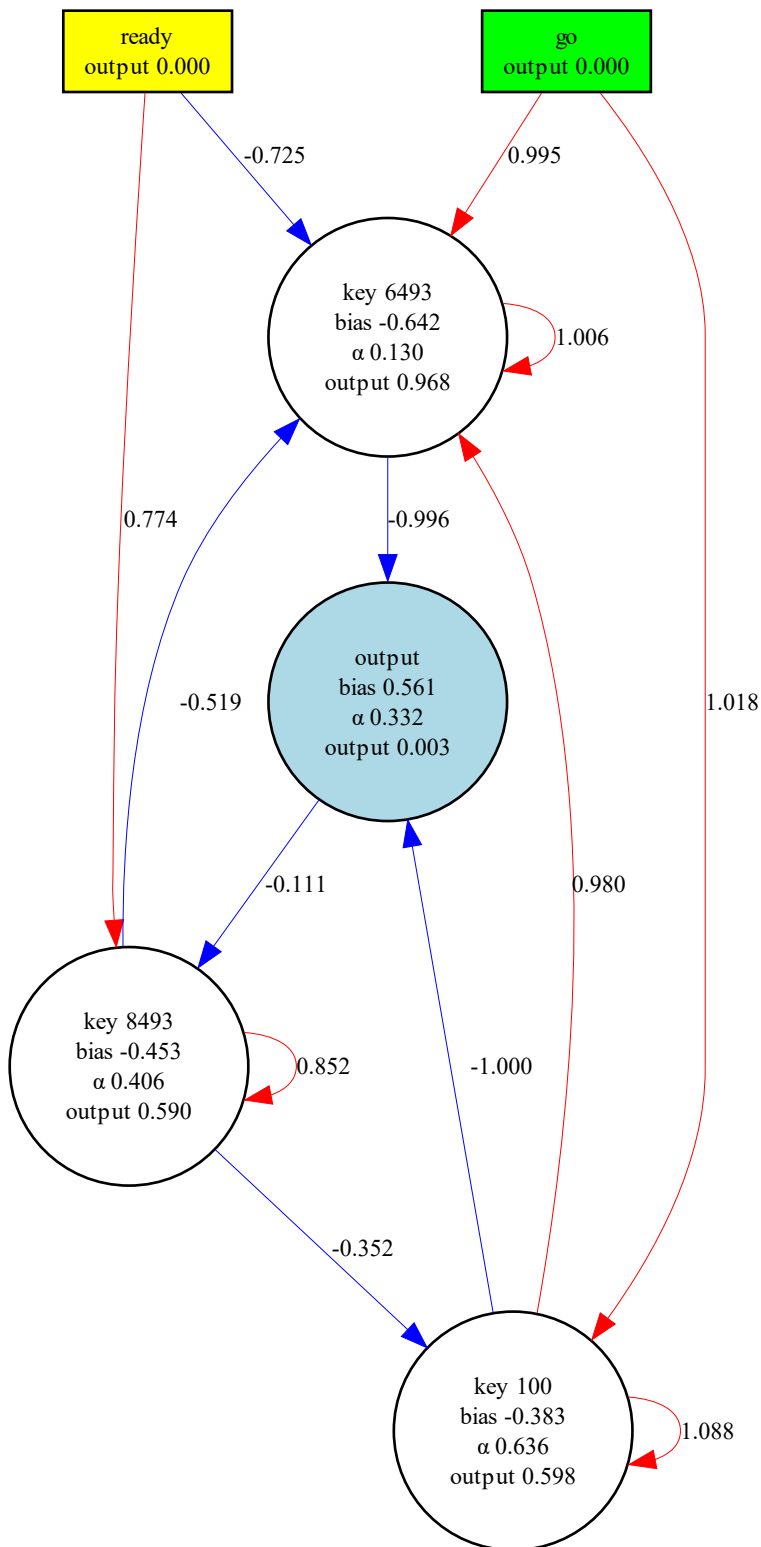 ready
output 0.000
go
output 0.000
-0.725
0.995
key 6493
bias -0.642
α 0.130
output 0.968
1.006
0.774
-0.996
output
bias 0.561
α 0.332
output 0.003
-0.519
1.018
-0.111
0.980
key 8493
bias -0.453
α 0.406
output 0.590
0.852
-1.000
-0.352
key 100
bias -0.383
α 0.636
output 0.598
1.088